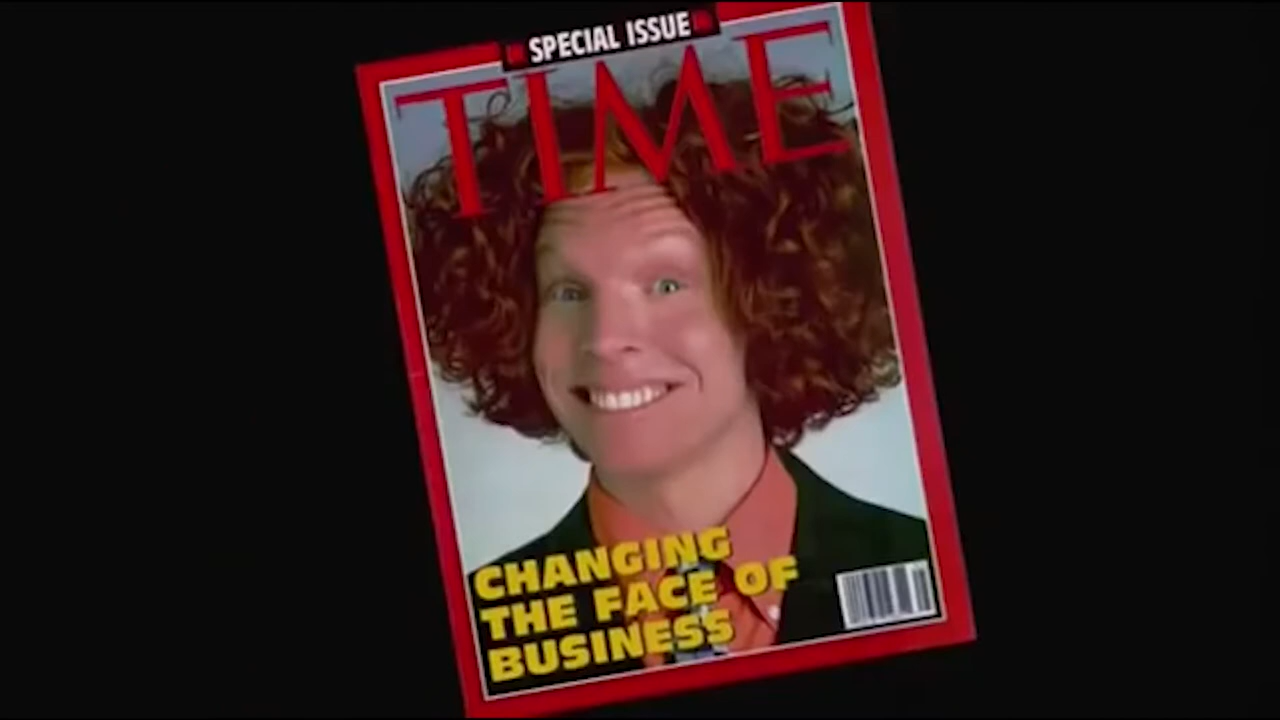 SPECIAL ISSUE
TIME
CHANGING
THE FACE OF
BUSINESS